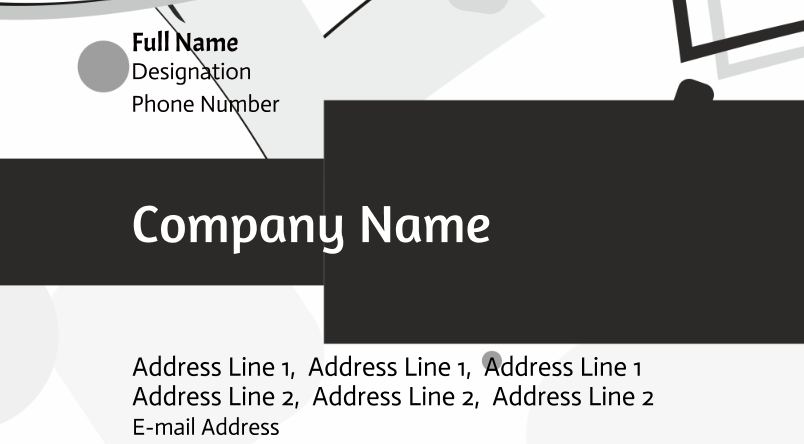 Full Name
Designation
Phone Number
Company Name
Address Line 1,  Address Line 1,  Address Line 1
Address Line 2,  Address Line 2,  Address Line 2
E-mail Address